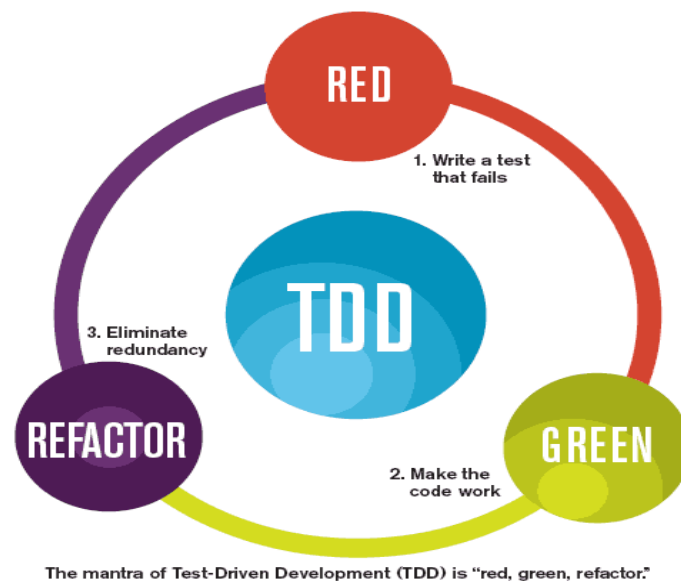 RED
1. Write a test
that fails
TDD
3. Eliminate
redundancy
REFACTOR
GREEN
2. Make the
code work
The mantra of Test-Driven Development (TDD) is “red, green, refactor.”